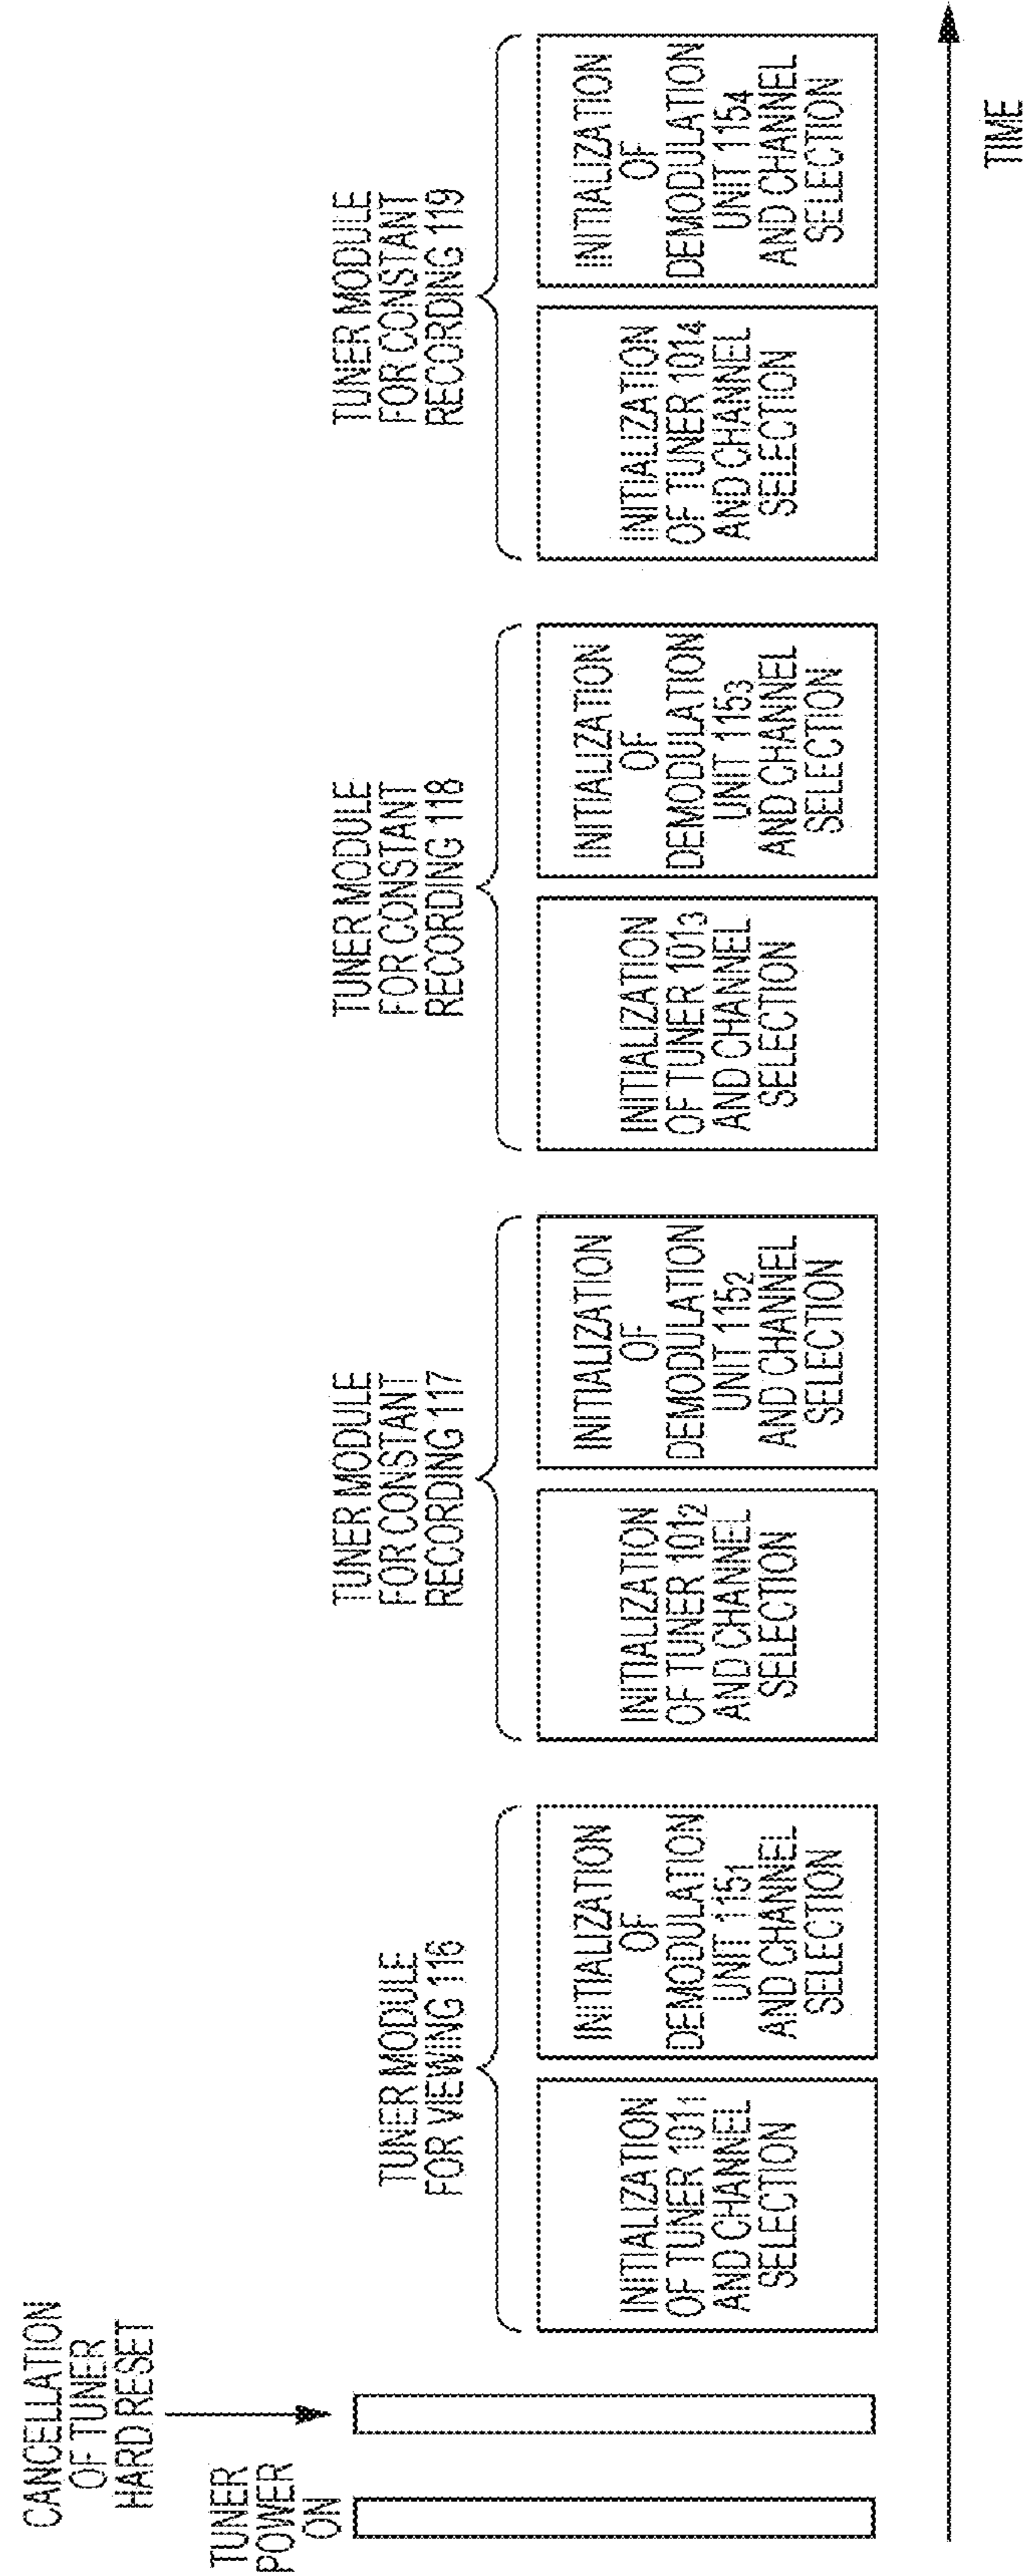 TUNER
POWER
ON
CANCELLATION
OF TUNER
HARD RESET
TUNER MODULE
FOR VIEWING 116
INITIALIZATION
OF TUNER 101₁
AND CHANNEL
SELECTION
INITIALIZATION
OF
DEMODULATION
UNIT 115₁
AND CHANNEL
SELECTION
TUNER MODULE
FOR CONSTANT
RECORDING 117
INITIALIZATION
OF TUNER 101₂
AND CHANNEL
SELECTION
INITIALIZATION
OF
DEMODULATION
UNIT 115₂
AND CHANNEL
SELECTION
TUNER MODULE
FOR CONSTANT
RECORDING 118
INITIALIZATION
OF TUNER 101₃
AND CHANNEL
SELECTION
INITIALIZATION
OF
DEMODULATION
UNIT 115₃
AND CHANNEL
SELECTION
TUNER MODULE
FOR CONSTANT
RECORDING 119
INITIALIZATION
OF TUNER 101₄
AND CHANNEL
SELECTION
INITIALIZATION
OF
DEMODULATION
UNIT 115₄
AND CHANNEL
SELECTION
TIME